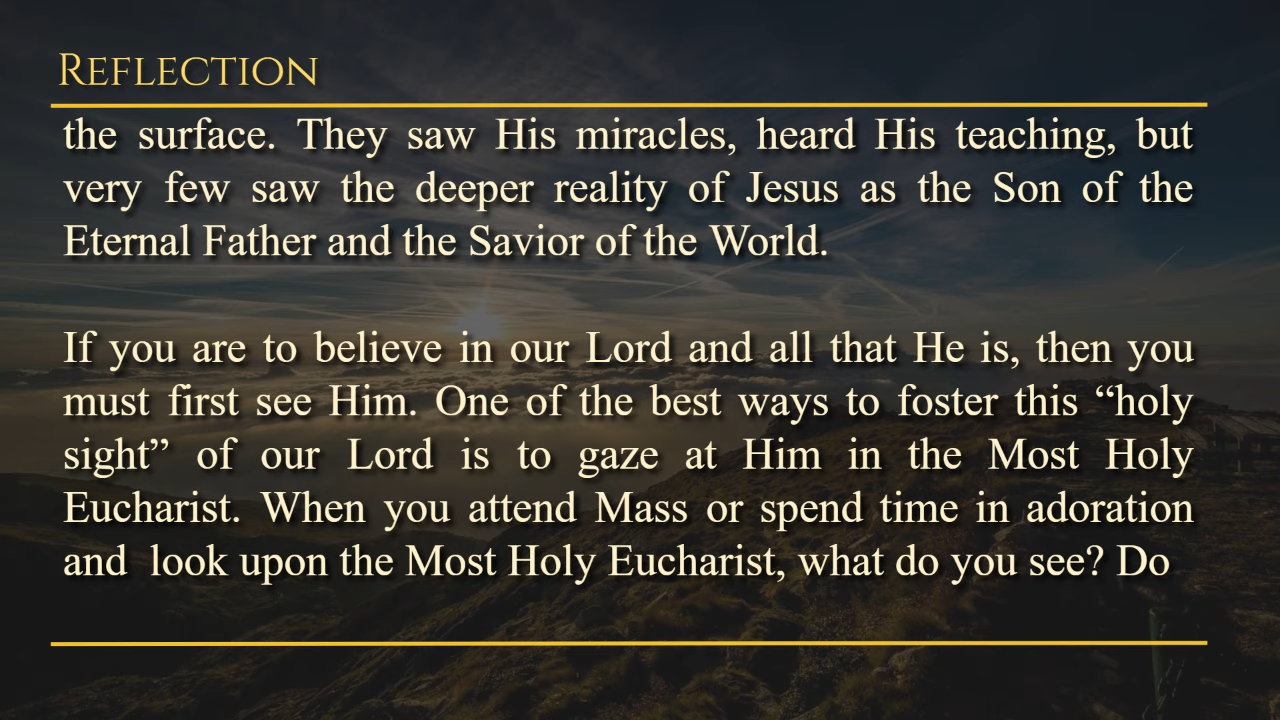 Reflection
the surface. They saw His miracles, heard His teaching, but
very few saw the deeper reality of Jesus as the Son of the
Eternal Father and the Savior of the World.
If you are to believe in our Lord and all that He is, then you
must first see Him. One of the best ways to foster this “holy
sight” of our Lord is to gaze at Him in the Most Holy
Eucharist. When you attend Mass or spend time in adoration
and  look upon the Most Holy Eucharist, what do you see? Do